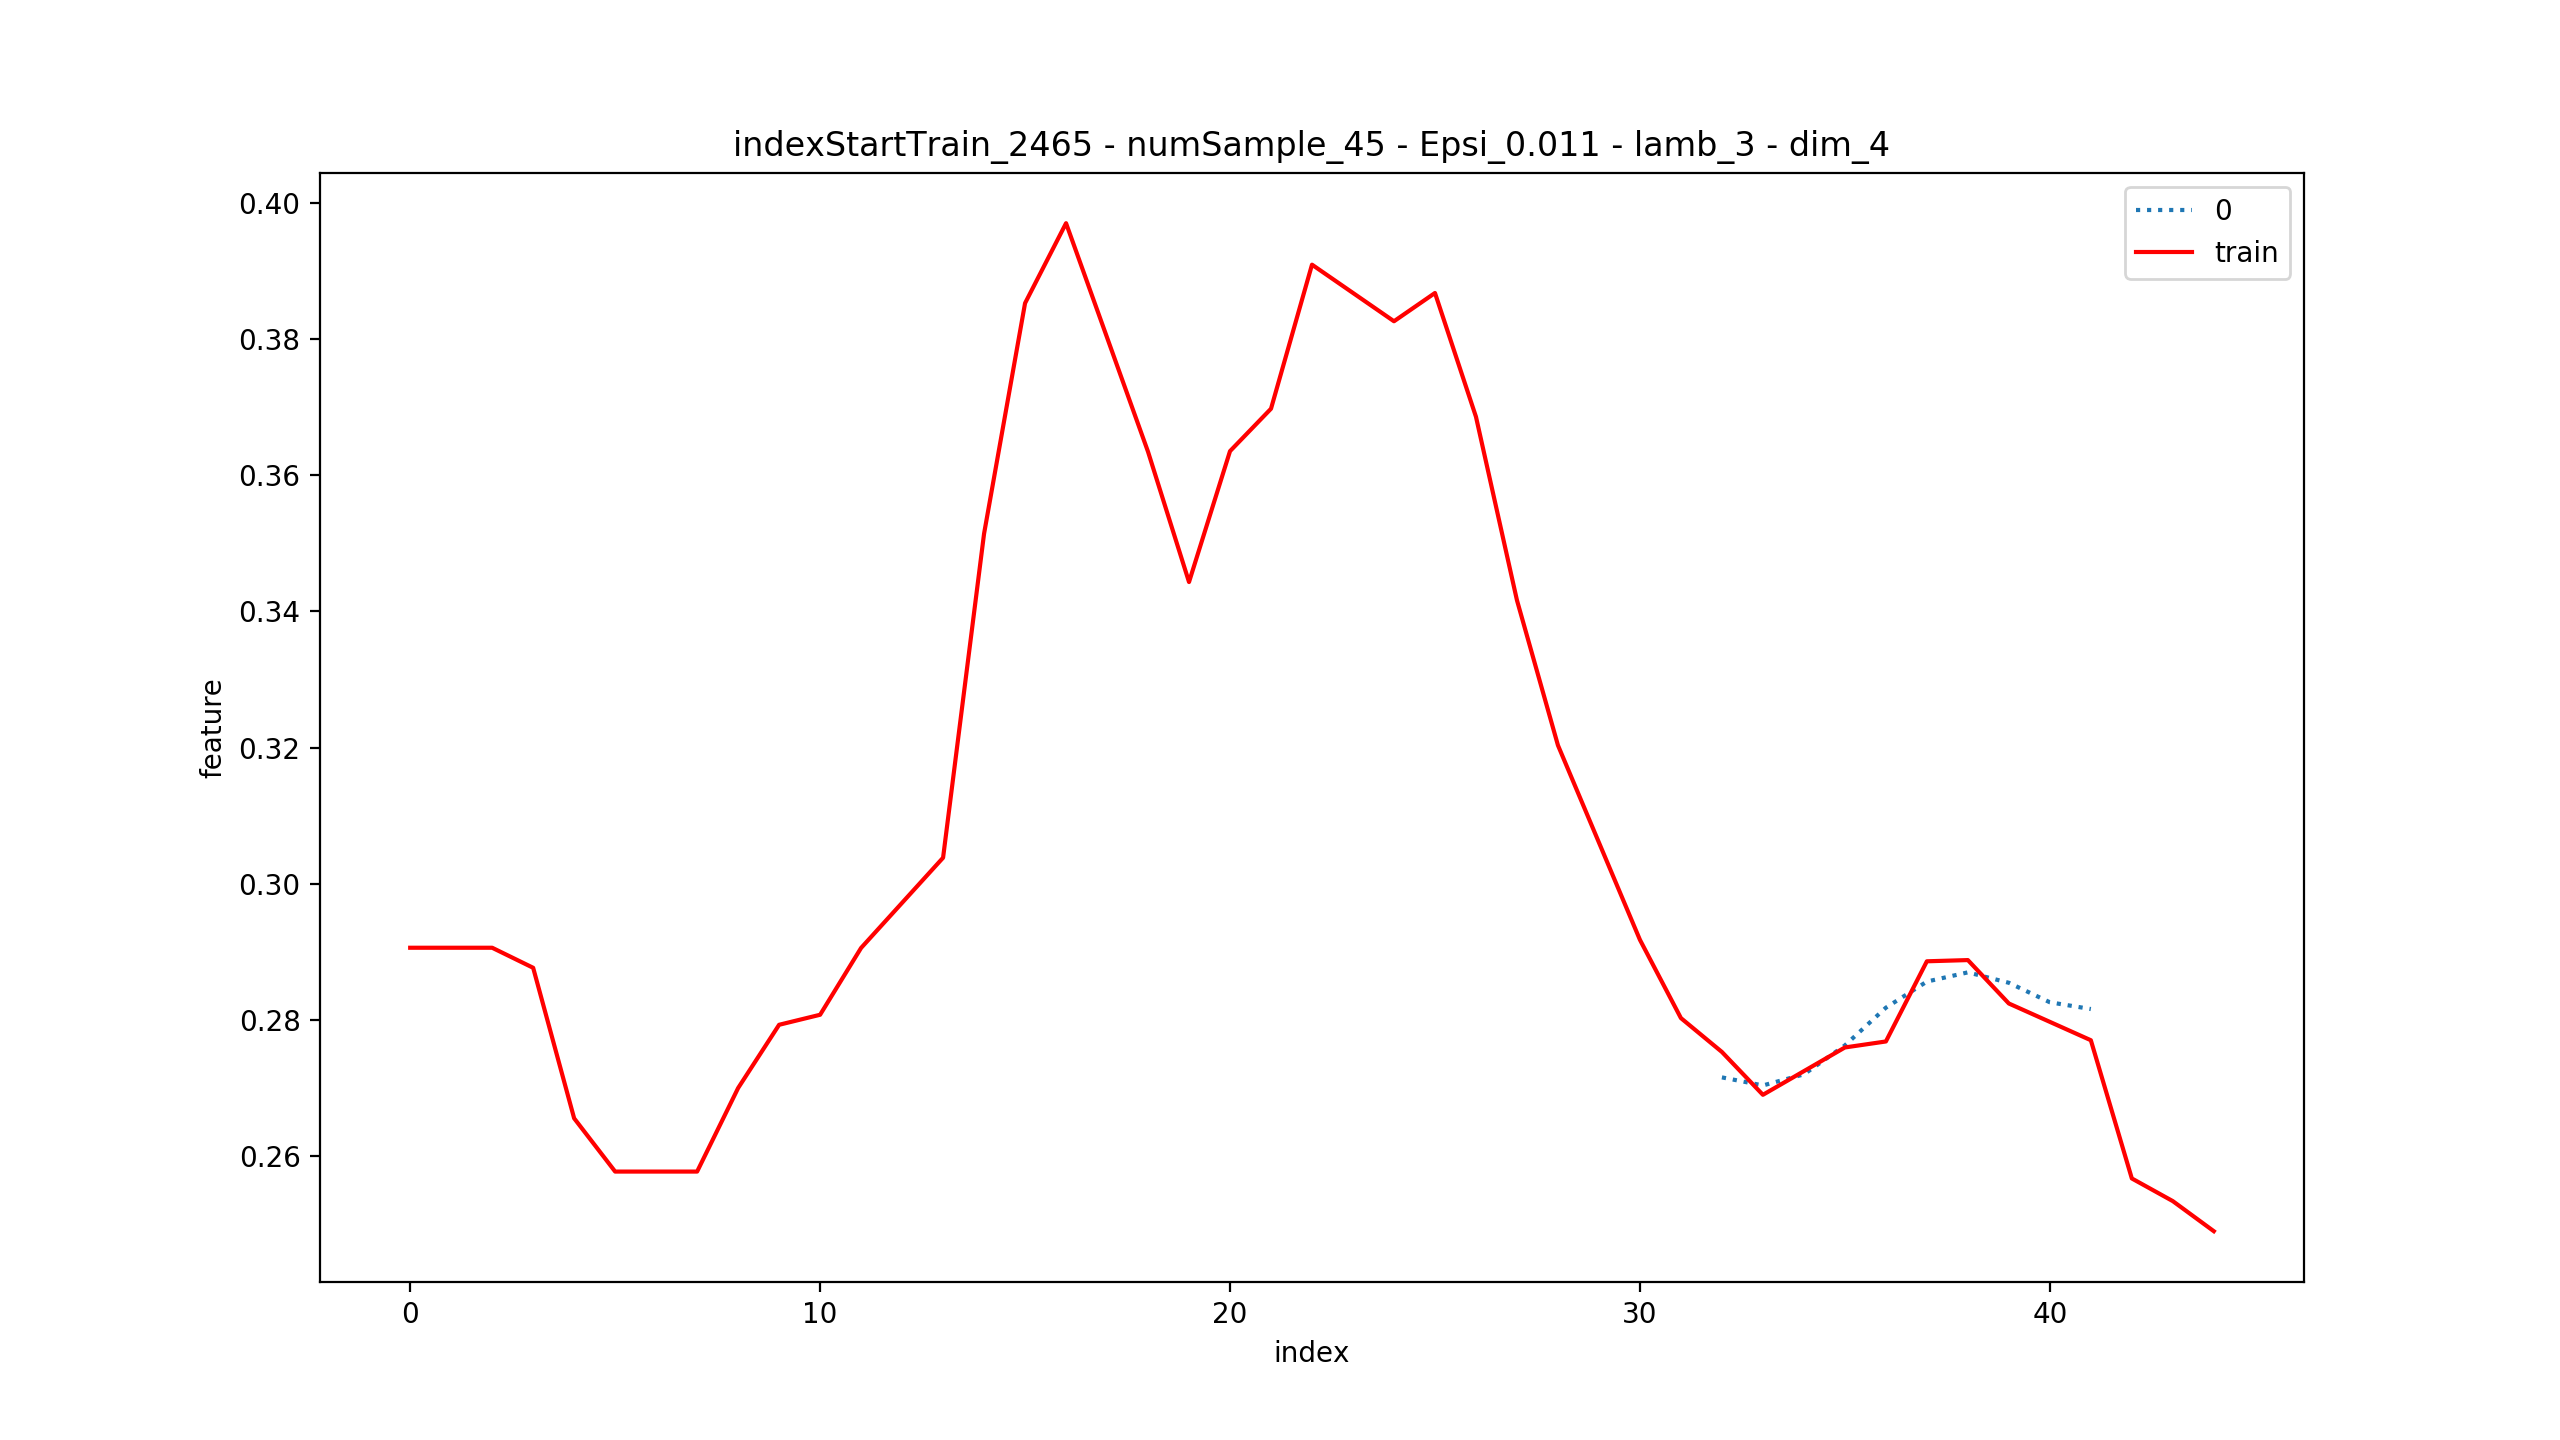 indexStartTrain_2465 - numSample_45 - Epsi_0.011 - lamb_3 - dim_4
0
train
0.40
0.38
0.36
0.34
0.32
0.30
0.28
0.26
feature
0 10 20 30 40
index